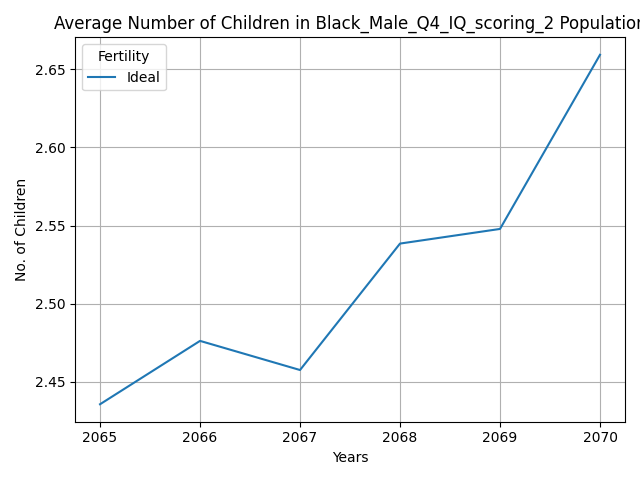 Average Number of Children in Black_Male_Q4_IQ_scoring_2 Population
Fertility
Ideal
2.65
2.60
2.55
2.50
2.45
No. of Children
2065 2066 2067 2068 2069 2070
Years